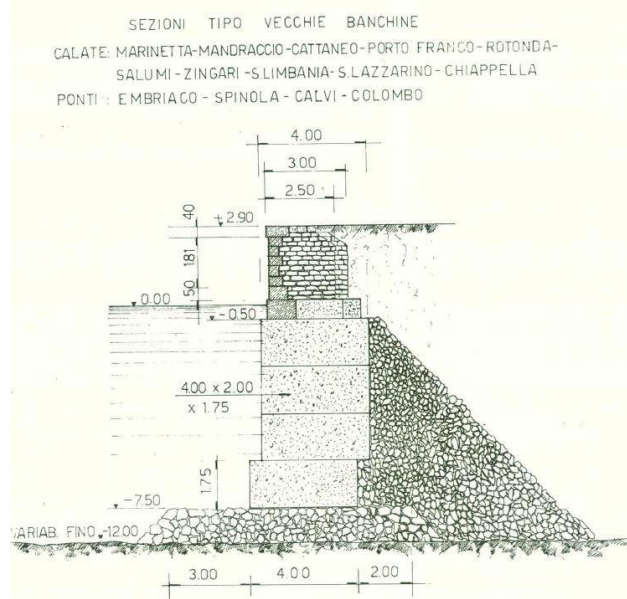 SEZIONI TIPO VECCHIE BANCHINE
CALATE: MARINETTA-MANDRACCIO-CATTANEO-PORTO FRANCO-ROTONDA-
SALUMI-ZINGARI-S.LIMBANIA-S.LAZZARINO-CHIAPPELLA
PONTI: EMBRIACO-SPINOLA-CALVI-COLOMBO
4.00
3.00
2.50
40
+2.90
181
50
0.00
-0.50
4.00 x 2.00
x 1.75
1.75
-7.50
VARIAB. FINO -12.00
3.00
4.00
2.00